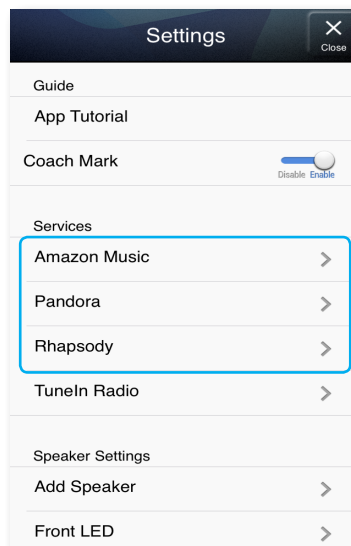 Settings
Close
Guide
App Tutorial
Coach Mark
Disable Enable
Services
Amazon Music
Pandora
Rhapsody
TuneIn Radio
Speaker Settings
Add Speaker
Front LED